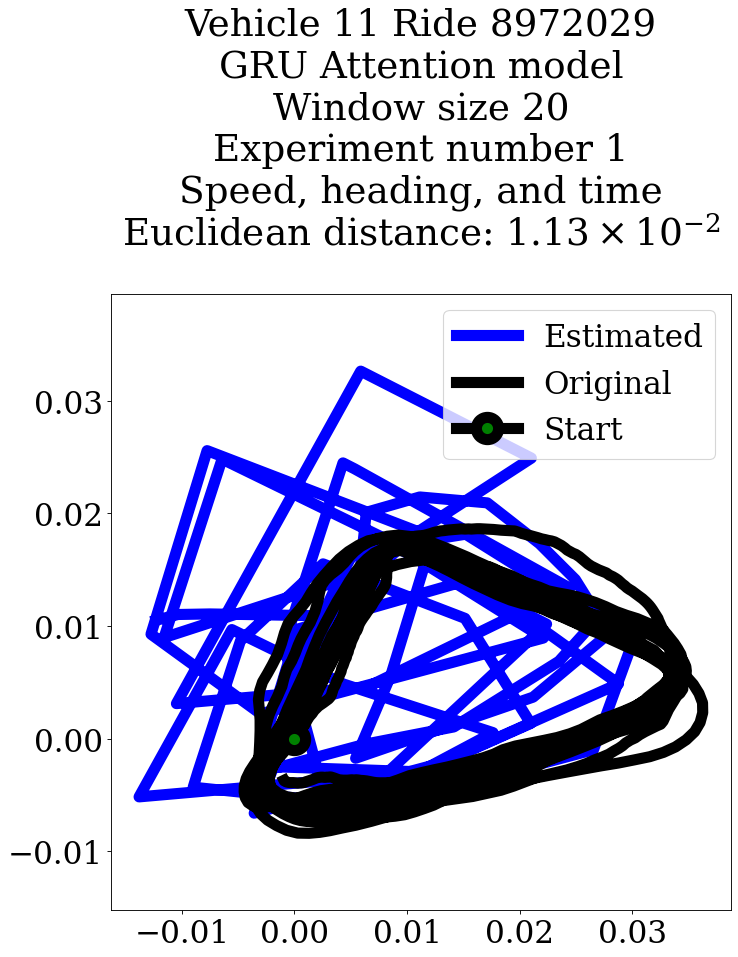 Vehicle 11 Ride 8972029
GRU Attention model
Window size 20
Experiment number 1
Speed, heading, and time
Euclidean distance: 1.13 × 10⁻²
Estimated
Original
Start
0.03
0.02
0.01
0.00
−0.01
−0.01 0.00 0.01 0.02 0.03